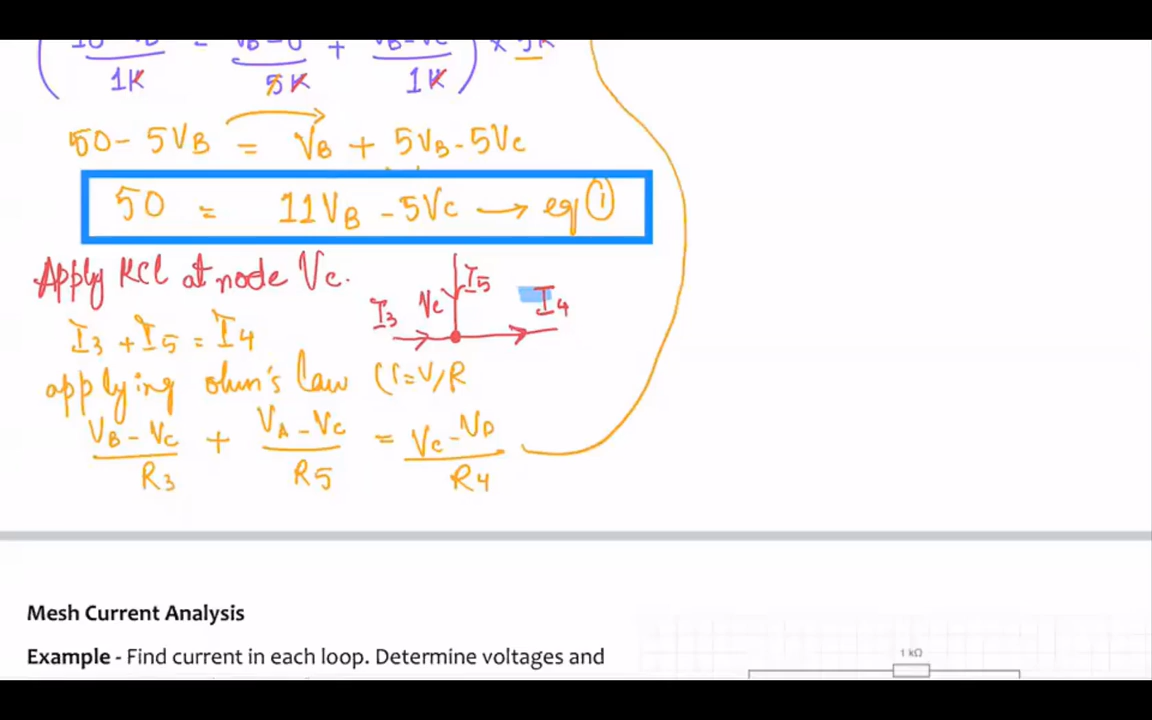 1K 5K 1K
50 - 5VB = VB + 5VB - 5Vc
50 = 11VB - 5Vc → eq ①
Apply KCL at node Vc.
I3 Vc I5 I4
I3 + I5 = I4
applying ohm's law (I=V/R
VB - Vc + VA - Vc = Vc - VD
R3 R5 R4
Mesh Current Analysis
Example - Find current in each loop. Determine voltages and
1 kΩ